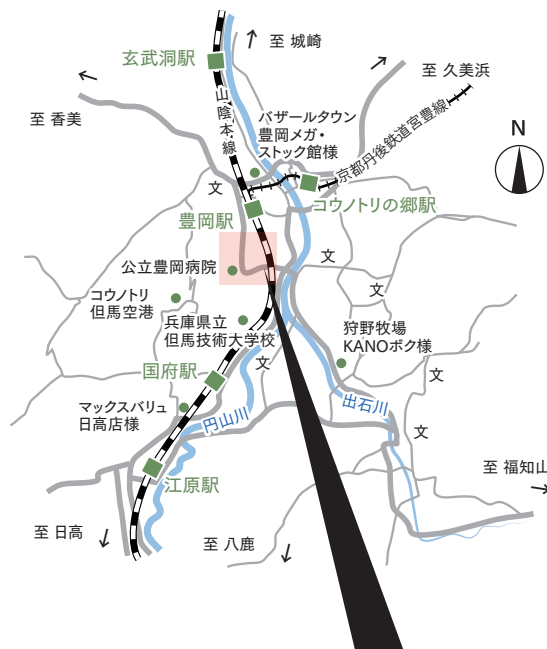 至 城崎
玄武洞駅
至 久美浜
山陰本線
至 香美
バザールタウン
豊岡メガ・
ストック館様
N
京都丹後鉄道宮豊線
文
コウノトリの郷駅
豊岡駅
文
公立豊岡病院
文
コウノトリ
但馬空港
兵庫県立
但馬技術大学校
狩野牧場
KANOボク様
国府駅
文
文
マックスバリュ
日高店様
円山川
出石川
文
至 福知山
江原駅
至 日高
至 八鹿